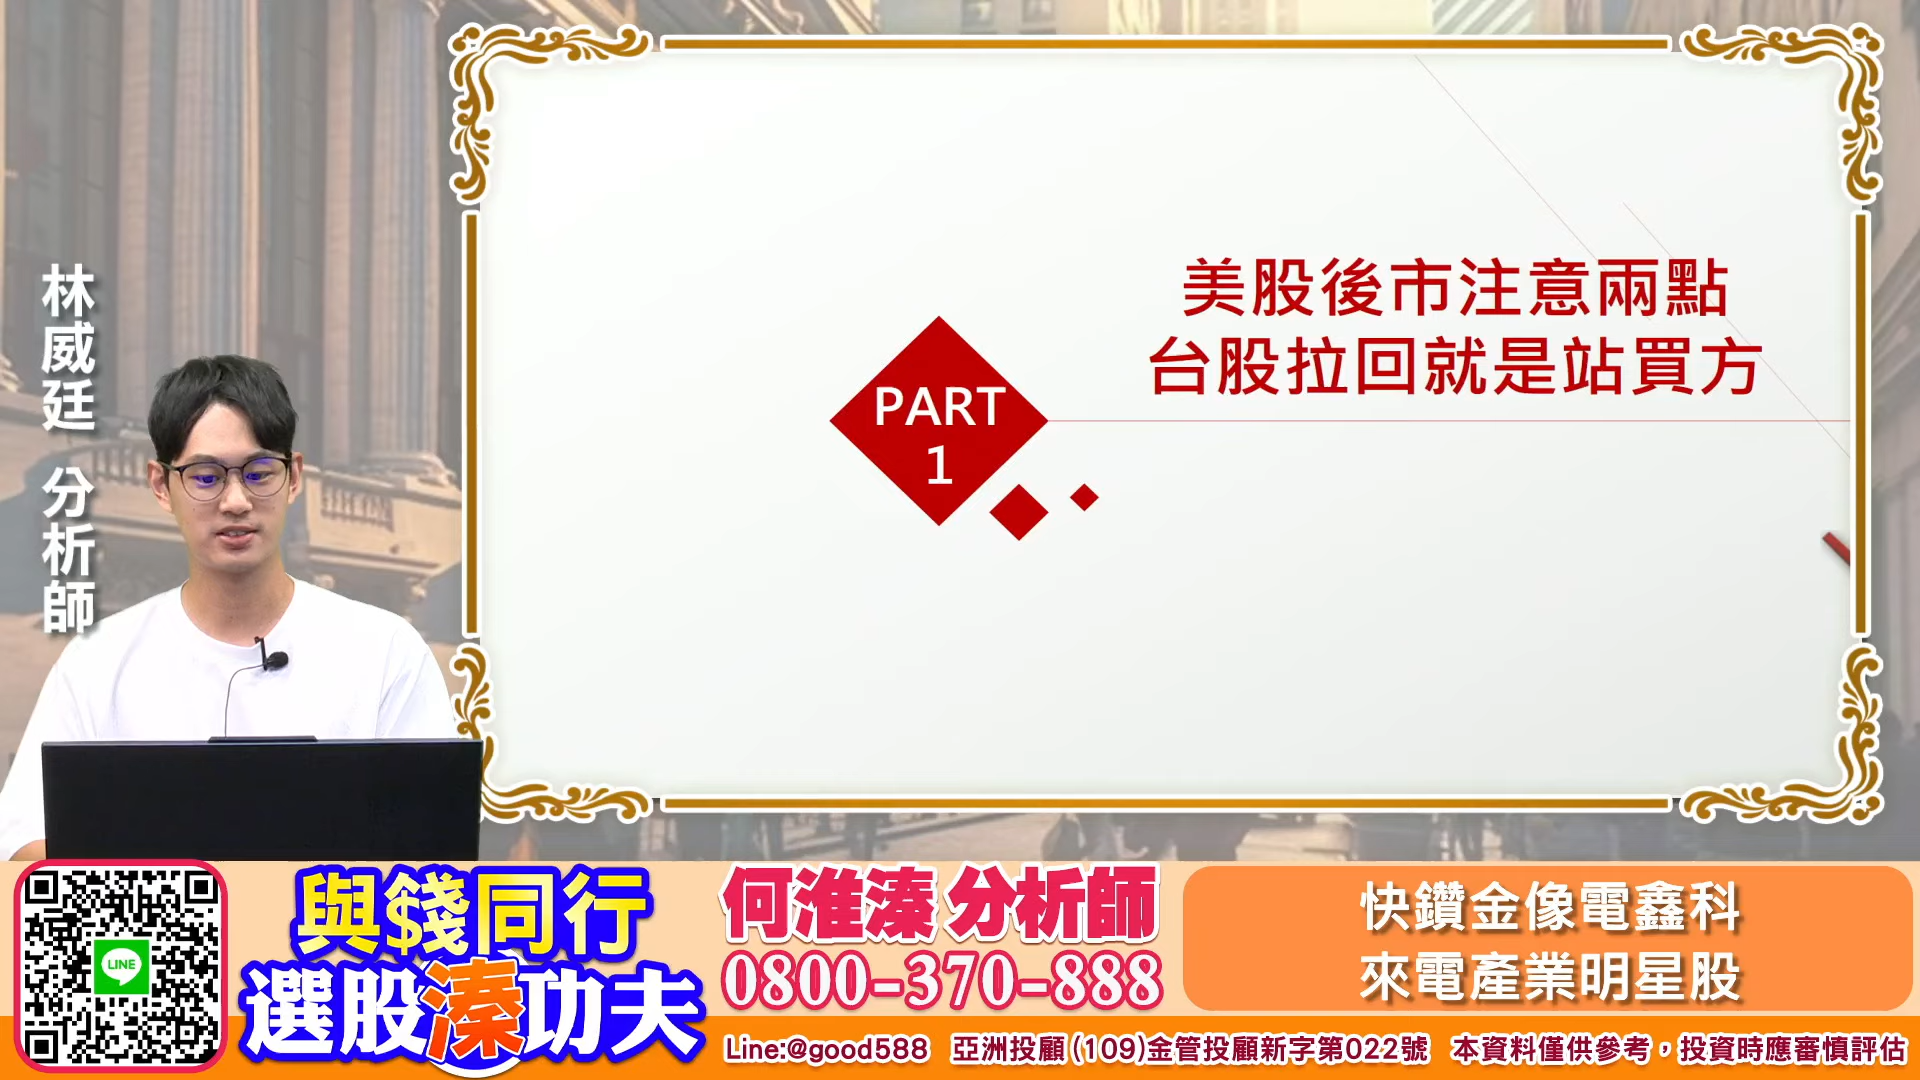 林威廷 分析師
PART
1
美股後市注意兩點
台股拉回就是站買方
LINE
與錢同行
選股溱功夫
何淮溱 分析師
0800-370-888
快鑽金像電鑫科
來電產業明星股
Line:@good588 亞洲投顧 (109)金管投顧新字第022號 本資料僅供參考，投資時應審慎評估